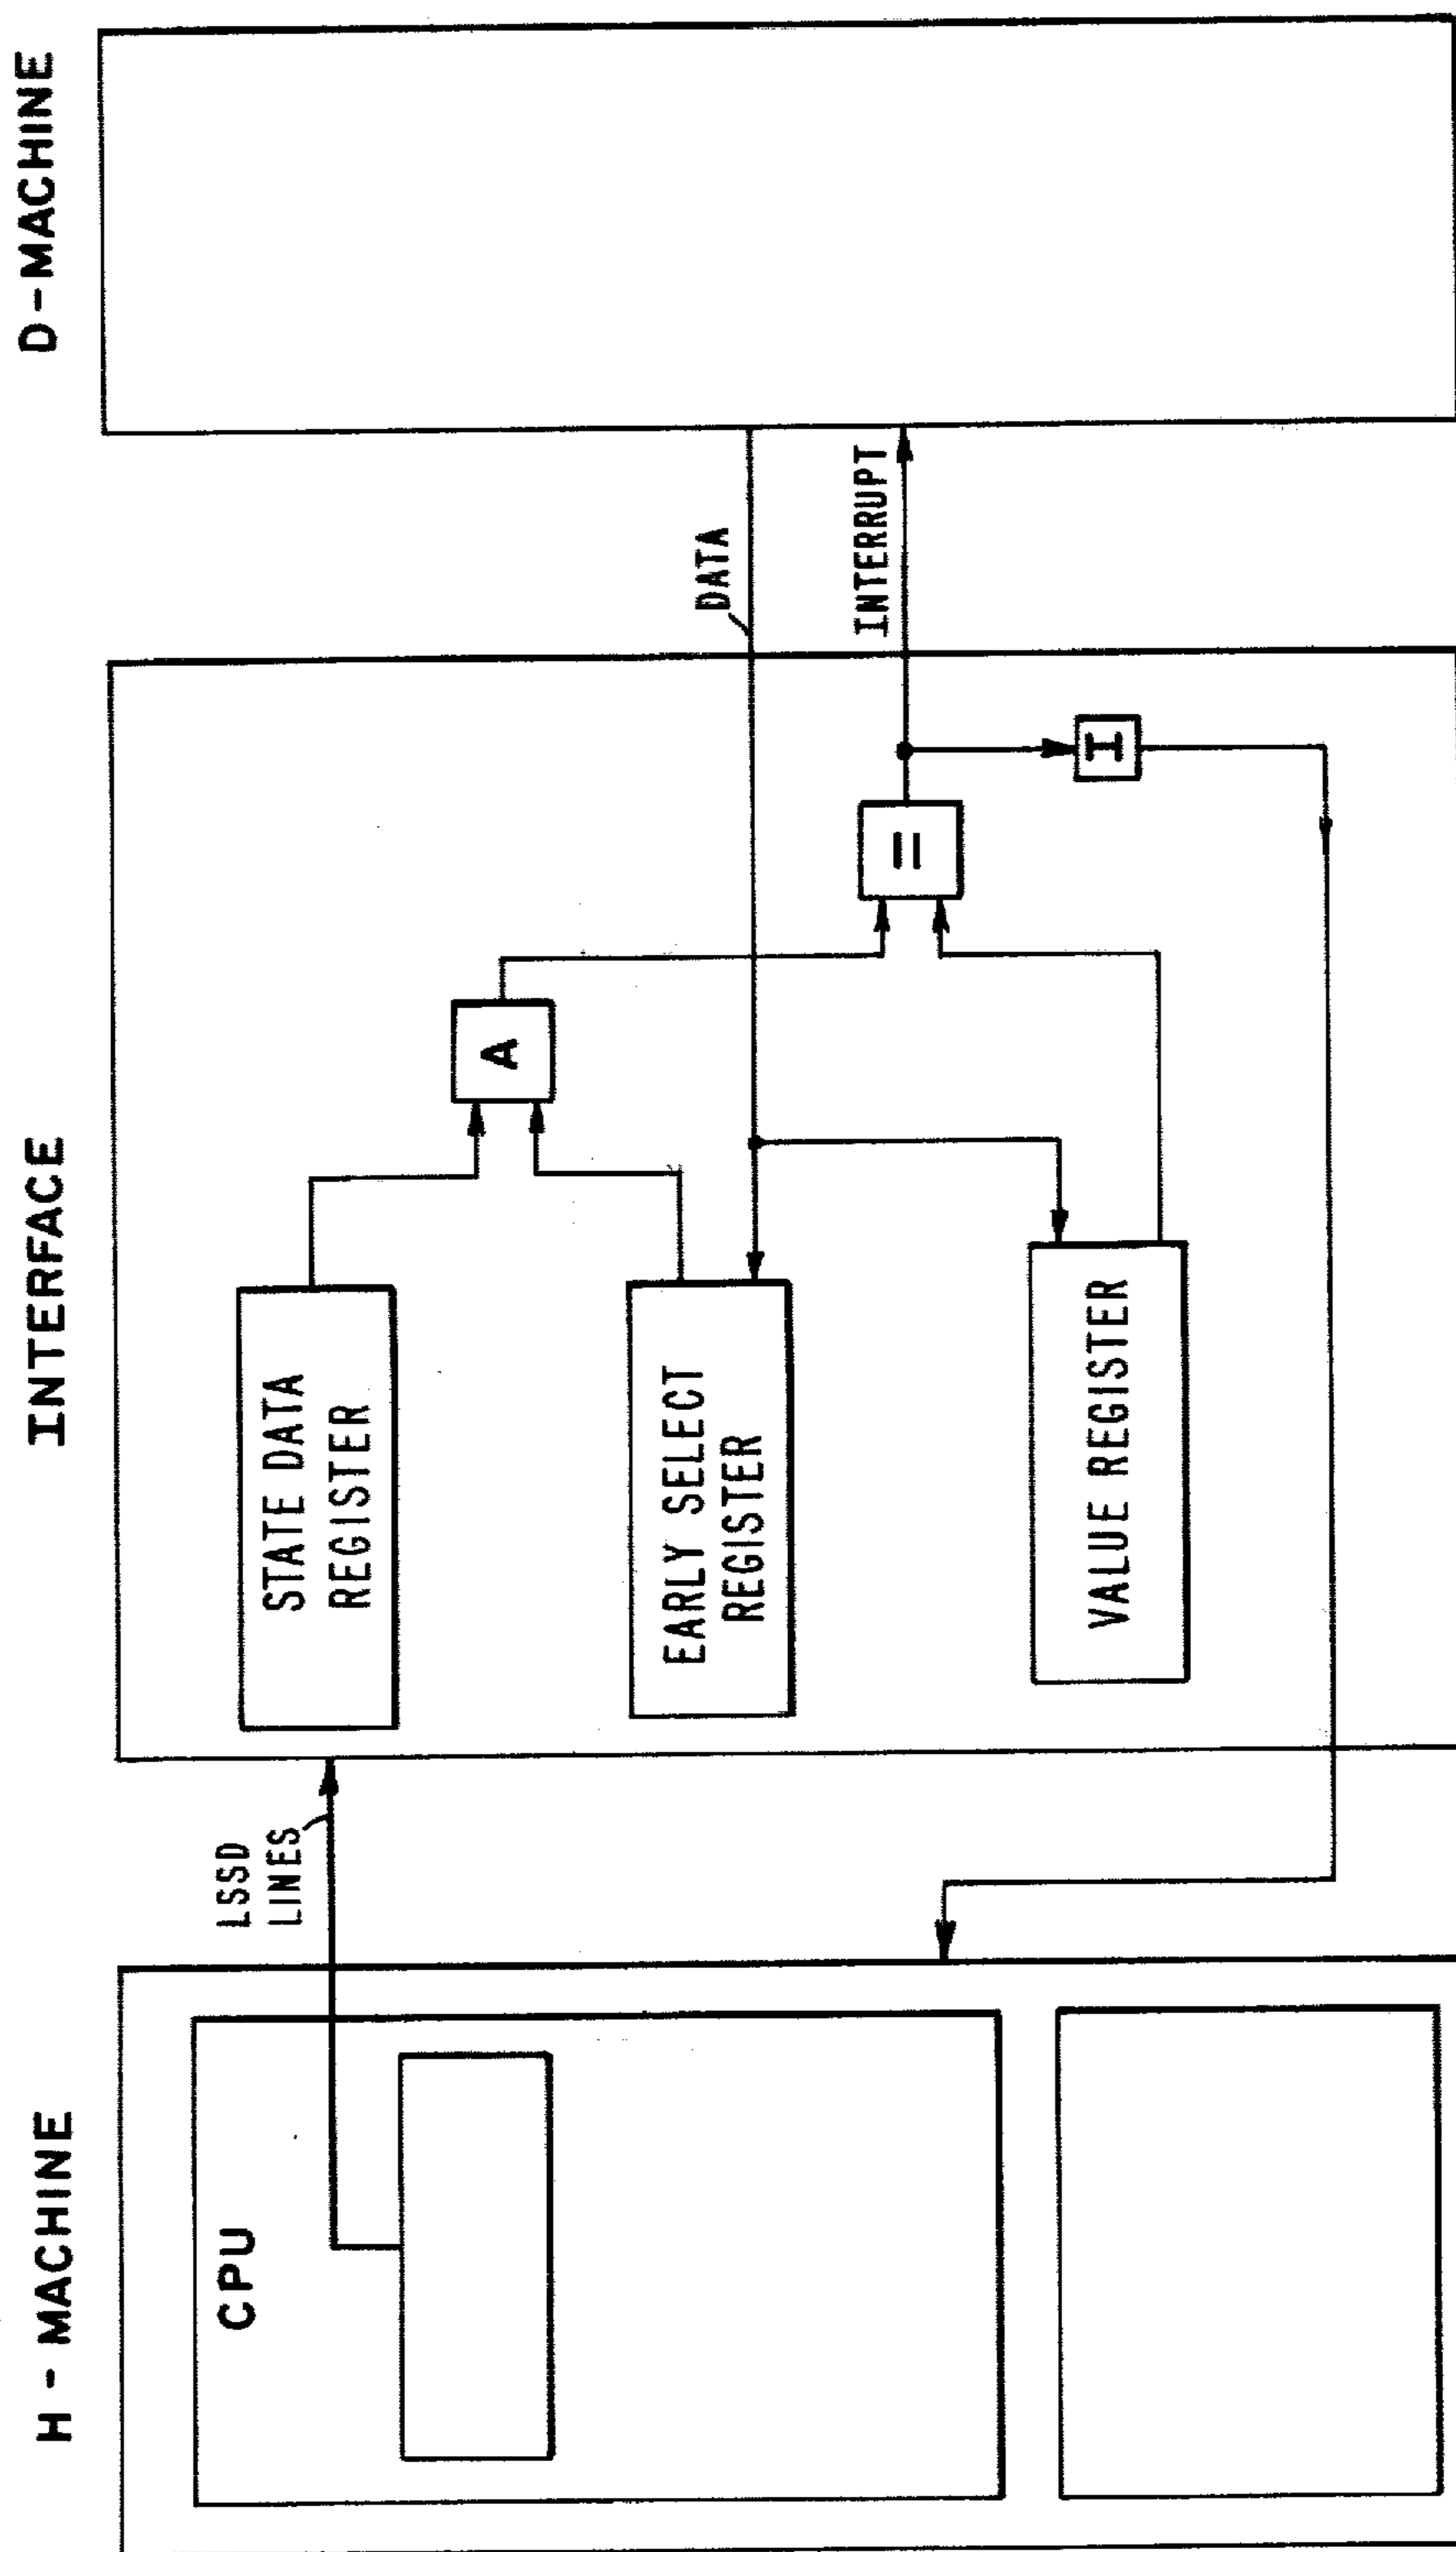 H - MACHINE
INTERFACE
D-MACHINE
CPU
LSSD
LINES
STATE DATA
REGISTER
A
EARLY SELECT
REGISTER
DATA
=
INTERRUPT
VALUE REGISTER
I